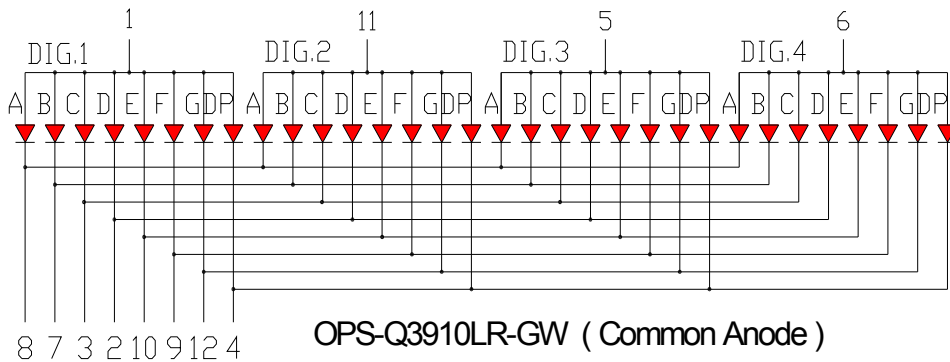 1 11 5 6
DIG.1 DIG.2 DIG.3 DIG.4
A B C D E F G DP A B C D E F G DP A B C D E F G DP A B C D E F G DP
8 7 3 2 10 9 12 4
OPS-Q3910LR-GW ( Common Anode )